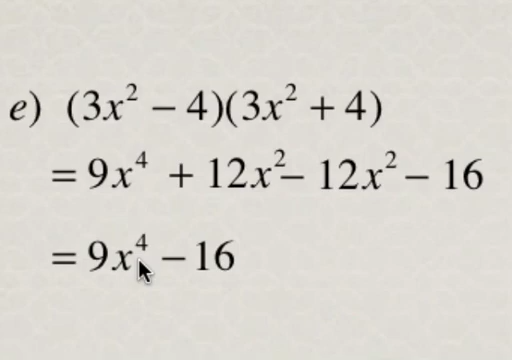 e) (3x² − 4)(3x² + 4)
= 9x⁴ + 12x² − 12x² − 16
= 9x⁴ − 16